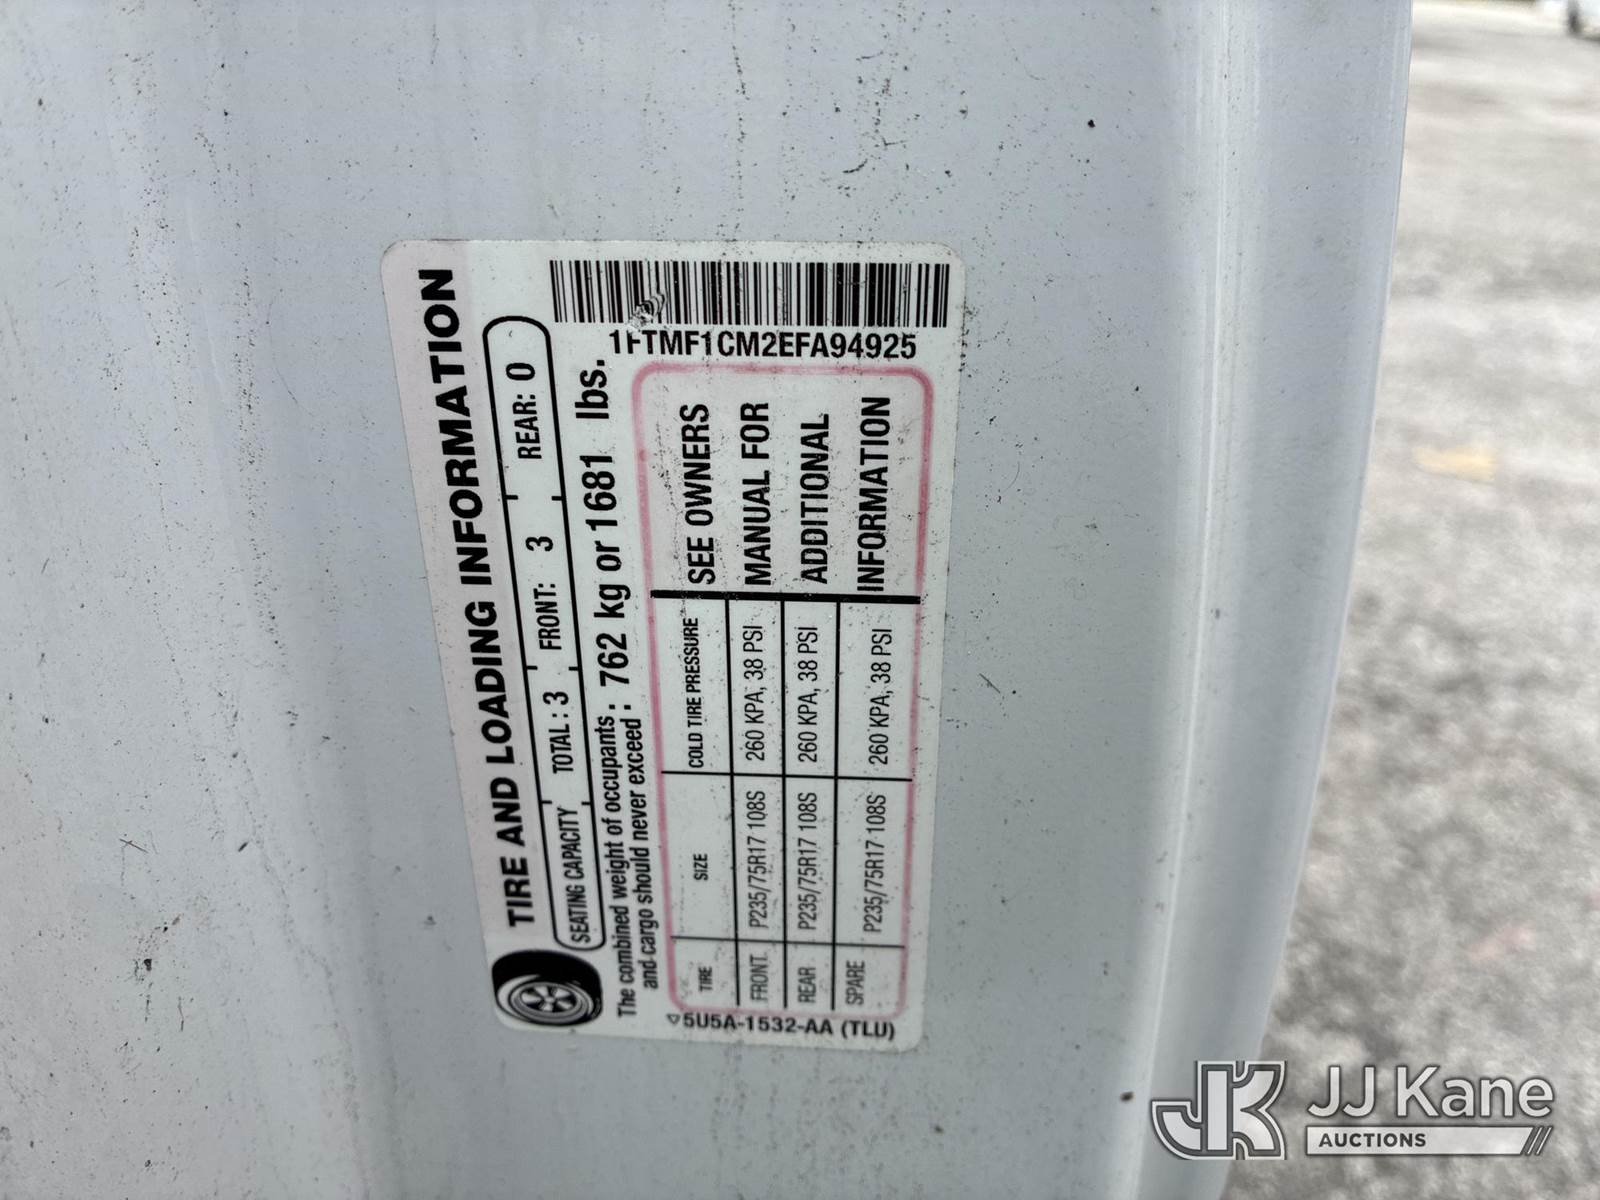 TIRE AND LOADING INFORMATION
SEATING CAPACITY TOTAL : 3 FRONT: 3 REAR: 0
The combined weight of occupants and cargo should never exceed : 762 kg or 1681 lbs.
TIRE SIZE COLD TIRE PRESSURE
FRONT P235/75R17 108S 260 KPA, 38 PSI
REAR P235/75R17 108S 260 KPA, 38 PSI
SPARE P235/75R17 108S 260 KPA, 38 PSI
SEE OWNERS
MANUAL FOR
ADDITIONAL
INFORMATION
5U5A-1532-AA (TLU)
1FTMF1CM2EFA94925
JK JJ Kane
AUCTIONS